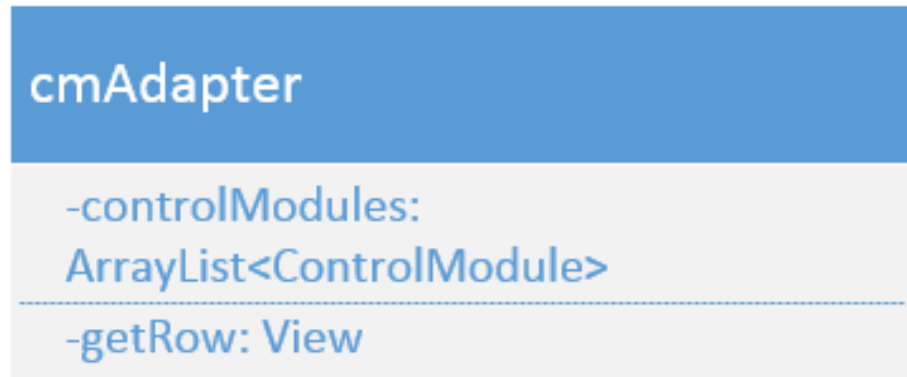 cmAdapter
-controlModules:
ArrayList<ControlModule>
-getRow: View